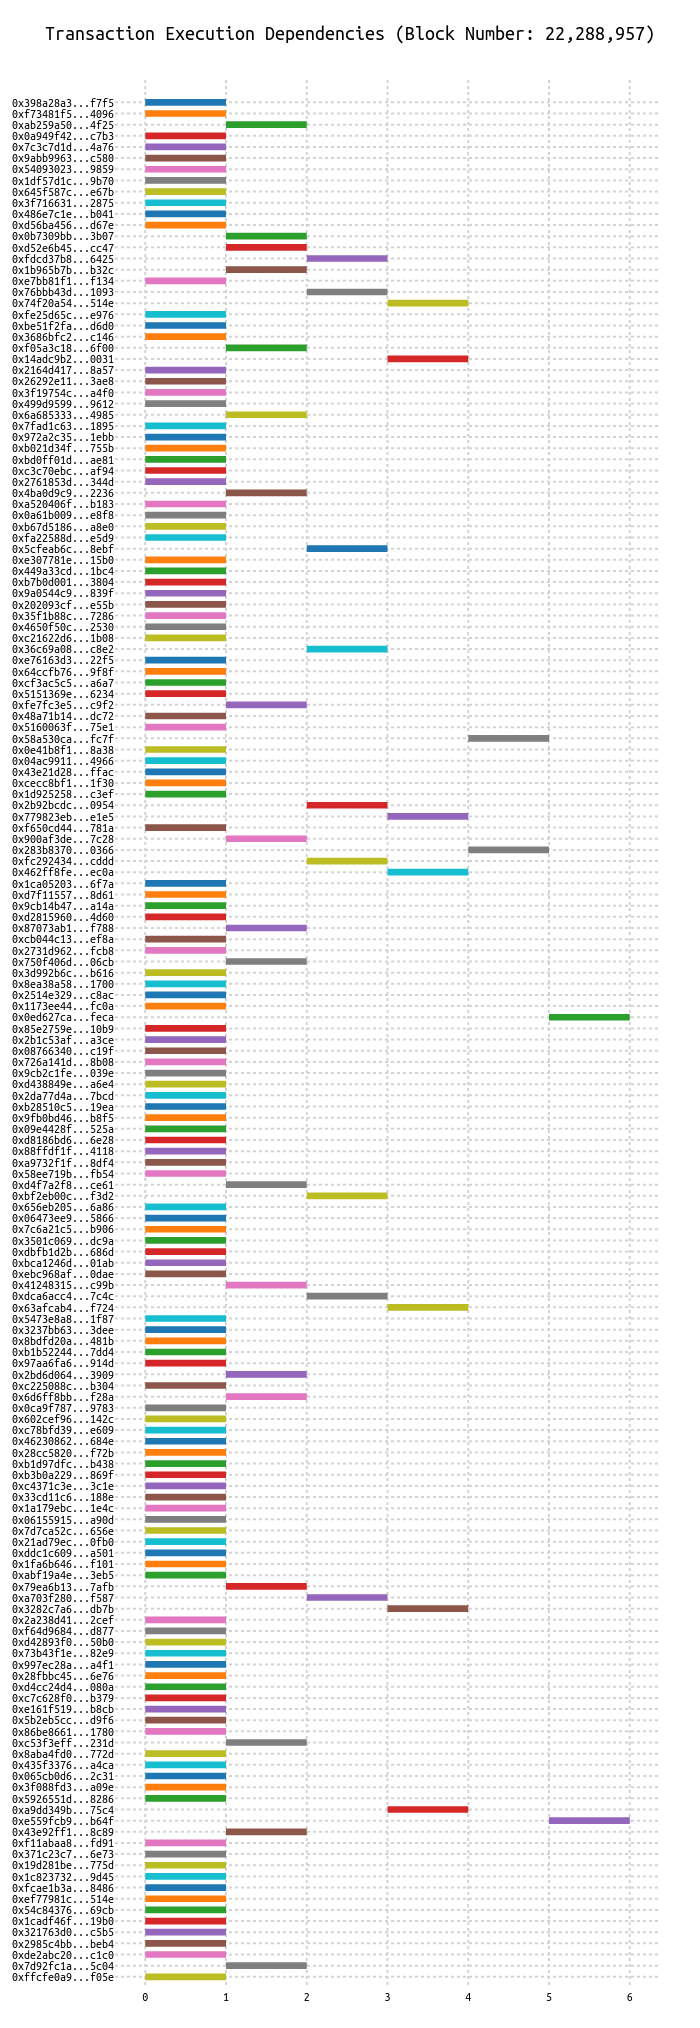 Transaction Execution Dependencies (Block Number: 22,288,957)
0x398a28a3...f7f5
0xf73481f5...4096
0xab259a50...4f25
0x0a949f42...c7b3
0x7c3c7d1d...4a76
0x9abb9963...c580
0x54093023...9859
0x1df57d1c...9b70
0x645f587c...e67b
0x3f716631...2875
0x486e7c1e...b041
0xd56ba456...d67e
0x0b7309bb...3b07
0xd52e6b45...cc47
0xfdcd37b8...6425
0x1b965b7b...b32c
0xe7bb81f1...f134
0x76bbb43d...1093
0x74f20a54...514e
0xfe25d65c...e976
0xbe51f2fa...d6d0
0x3686bfc2...c146
0xf05a3c18...6f00
0x14adc9b2...0031
0x2164d417...8a57
0x26292e11...3ae8
0x3f19754c...a4f0
0x499d9599...9612
0x6a685333...4985
0x7fad1c63...1895
0x972a2c35...1ebb
0xb021d34f...755b
0xbd0ff01d...ae81
0xc3c70ebc...af94
0x2761853d...344d
0x4ba0d9c9...2236
0xa520406f...b183
0x0a61b009...e8f8
0xb67d5186...a8e0
0xfa22588d...e5d9
0x5cfeab6c...8ebf
0xe307781e...15b0
0x449a33cd...1bc4
0xb7b0d001...3804
0x9a0544c9...839f
0x202093cf...e55b
0x35f1b88c...7286
0x4650f50c...2530
0xc21622d6...1b08
0x36c69a08...c8e2
0xe76163d3...22f5
0x64ccfb76...9f8f
0xcf3ac5c5...a6a7
0x5151369e...6234
0xfe7fc3e5...c9f2
0x48a71b14...dc72
0x5160063f...75e1
0x58a530ca...fc7f
0x0e41b8f1...8a38
0x04ac9911...4966
0x43e21d28...ffac
0xcecc8bf1...1f30
0x1d925258...c3ef
0x2b92bcdc...0954
0x779823eb...e1e5
0xf650cd44...781a
0x900af3de...7c28
0x283b8370...0366
0xfc292434...cddd
0x462ff8fe...ec0a
0x1ca05203...6f7a
0xd7f11557...8d61
0x9cb14b47...a14a
0xd2815960...4d60
0x87073ab1...f788
0xcb044c13...ef8a
0x2731d962...fcb8
0x750f406d...06cb
0x3d992b6c...b616
0x8ea38a58...1700
0x2514e329...c8ac
0x1173ee44...fc0a
0x0ed627ca...feca
0x85e2759e...10b9
0x2b1c53af...a3ce
0x08766340...c19f
0x726a141d...8b08
0x9cb2c1fe...039e
0xd438849e...a6e4
0x2da77d4a...7bcd
0xb28510c5...19ea
0x9fb0bd46...b8f5
0x09e4428f...525a
0xd8186bd6...6e28
0x88ffdf1f...4118
0xa9732f1f...8df4
0x58ee719b...fb54
0xd4f7a2f8...ce61
0xbf2eb00c...f3d2
0x656eb205...6a86
0x06473ee9...5866
0x7c6a21c5...b906
0x3501c069...dc9a
0xdbfb1d2b...686d
0xbca1246d...01ab
0xebc968af...0dae
0x41248315...c99b
0xdca6acc4...7c4c
0x63afcab4...f724
0x5473e8a8...1f87
0x3237bb63...3dee
0x8bdfd20a...481b
0xb1b52244...7dd4
0x97aa6fa6...914d
0x2bd6d064...3909
0xc225088c...b304
0x6d6ff8bb...f28a
0x0ca9f787...9783
0x602cef96...142c
0xc78bfd39...e609
0x46230862...684e
0x28cc5820...f72b
0xb1d97dfc...b438
0xb3b0a229...869f
0xc4371c3e...3c1e
0x33cd11c6...188e
0x1a179ebc...1e4c
0x06155915...a90d
0x7d7ca52c...656e
0x21ad79ec...0fb0
0xddc1c609...a501
0x1fa6b646...f101
0xabf19a4e...3eb5
0x79ea6b13...7afb
0xa703f280...f587
0x3282c7a6...db7b
0x2a238d41...2cef
0xf64d9684...d877
0xd42893f0...50b0
0x73b43f1e...82e9
0x997ec28a...a4f1
0x28fbbc45...6e76
0xd4cc24d4...080a
0xc7c628f0...b379
0xe161f519...b8cb
0x5b2eb5cc...d9f6
0x86be8661...1780
0xc53f3eff...231d
0x8aba4fd0...772d
0x435f3376...a4ca
0x065cb0d6...2c31
0x3f088fd3...a09e
0x5926551d...8286
0xa9dd349b...75c4
0xe559fcb9...b64f
0x43e92ff1...8c89
0xf11abaa8...fd91
0x371c23c7...6e73
0x19d281be...775d
0x1c823732...9d45
0xfcae1b3a...8486
0xef77981c...514e
0x54c84376...69cb
0x1cadf46f...19b0
0x321763d0...c5b5
0x2985c4bb...beb4
0xde2abc20...c1c0
0x7d92fc1a...5c04
0xffcfe0a9...f05e
0 1 2 3 4 5 6